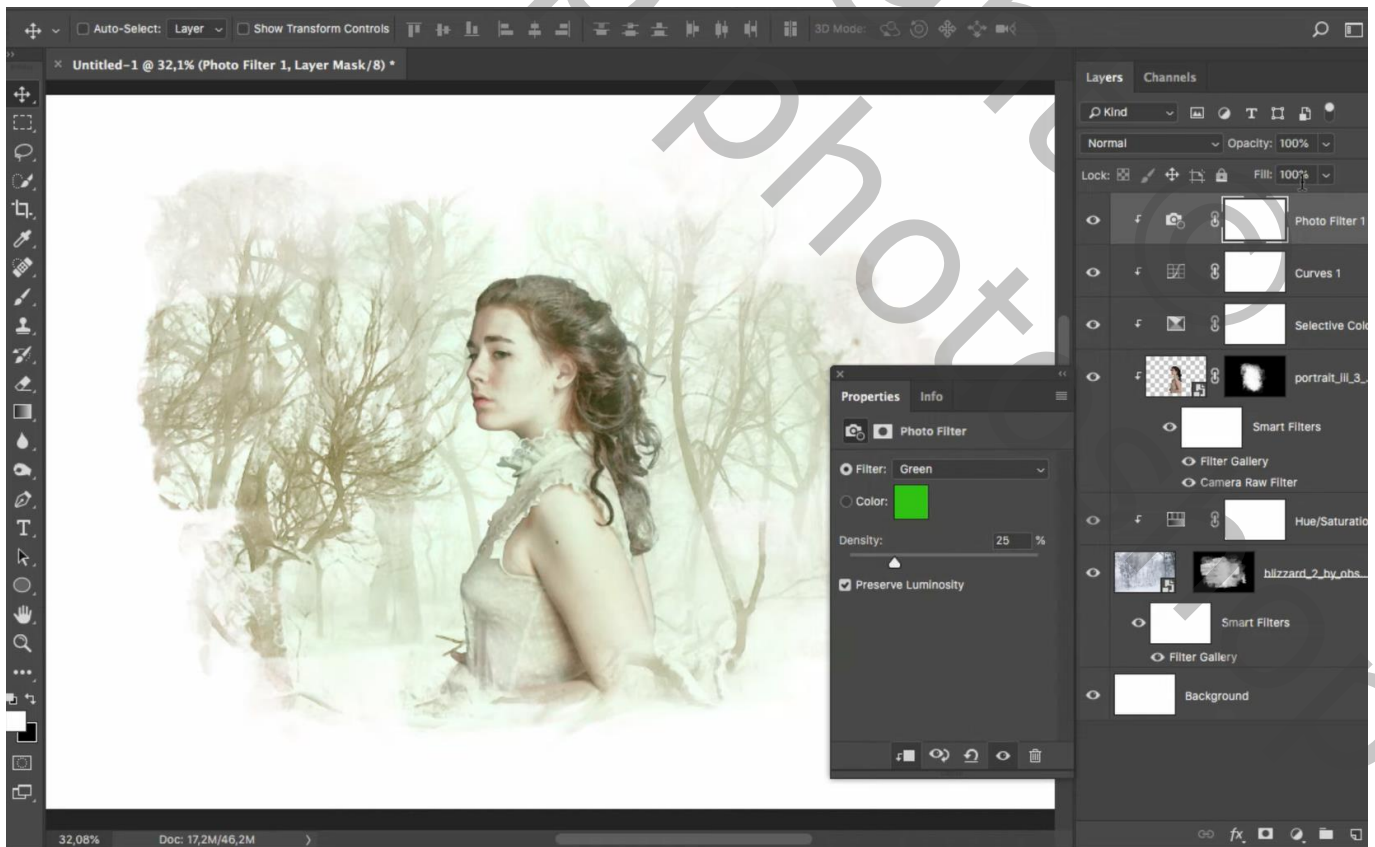 Auto-Select: Layer Show Transform Controls 3D Mode:
× Untitled-1 @ 32,1% (Photo Filter 1, Layer Mask/8) *
Layers Channels
Kind
Normal Opacity: 100%
Lock: Fill: 100%
Photo Filter 1
Curves 1
Selective Colo
portrait_iii_3_..
Smart Filters
Filter Gallery
Camera Raw Filter
Hue/Saturatio
blizzard_2_by_obs...
Smart Filters
Filter Gallery
Background
Properties Info
Photo Filter
Filter: Green
Color:
Density: 25 %
Preserve Luminosity
32,08% Doc: 17,2M/46,2M
photo
©